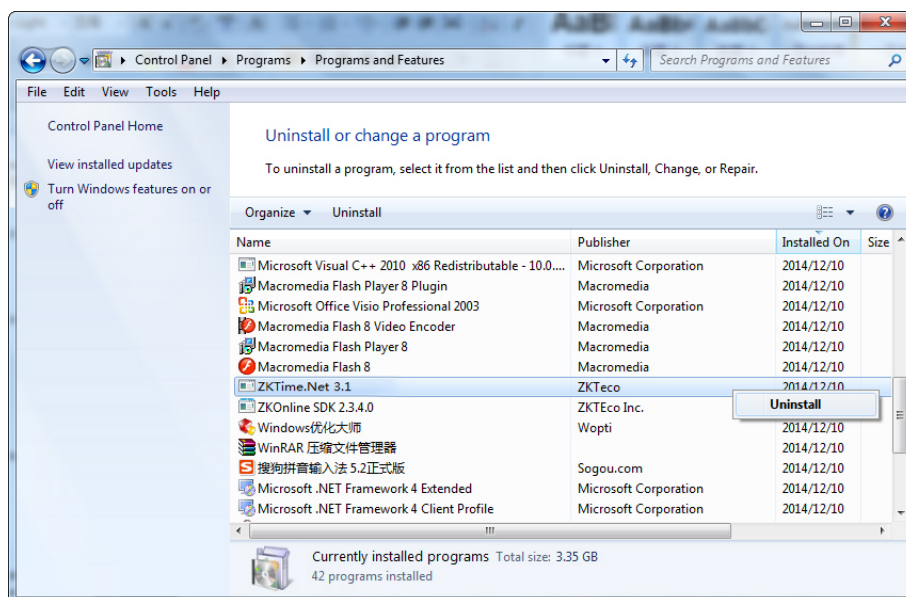 Control Panel ▸ Programs ▸ Programs and Features
Search Programs and Features
File Edit View Tools Help
Control Panel Home
View installed updates
Turn Windows features on or
off
Uninstall or change a program
To uninstall a program, select it from the list and then click Uninstall, Change, or Repair.
Organize Uninstall
Name Publisher Installed On Size
Microsoft Visual C++ 2010 x86 Redistributable - 10.0.... Microsoft Corporation 2014/12/10
Macromedia Flash Player 8 Plugin Macromedia 2014/12/10
Microsoft Office Visio Professional 2003 Microsoft Corporation 2014/12/10
Macromedia Flash 8 Video Encoder Macromedia 2014/12/10
Macromedia Flash Player 8 Macromedia 2014/12/10
Macromedia Flash 8 Macromedia 2014/12/10
ZKTime.Net 3.1 ZKTeco 2014/12/10
ZKOnline SDK 2.3.4.0 ZKTEco Inc.
Uninstall
Windows优化大师 Wopti 2014/12/10
WinRAR 压缩文件管理器 2014/12/10
搜狗拼音输入法 5.2正式版 Sogou.com 2014/12/10
Microsoft .NET Framework 4 Extended Microsoft Corporation 2014/12/10
Microsoft .NET Framework 4 Client Profile Microsoft Corporation 2014/12/10
Currently installed programs Total size: 3.35 GB
42 programs installed